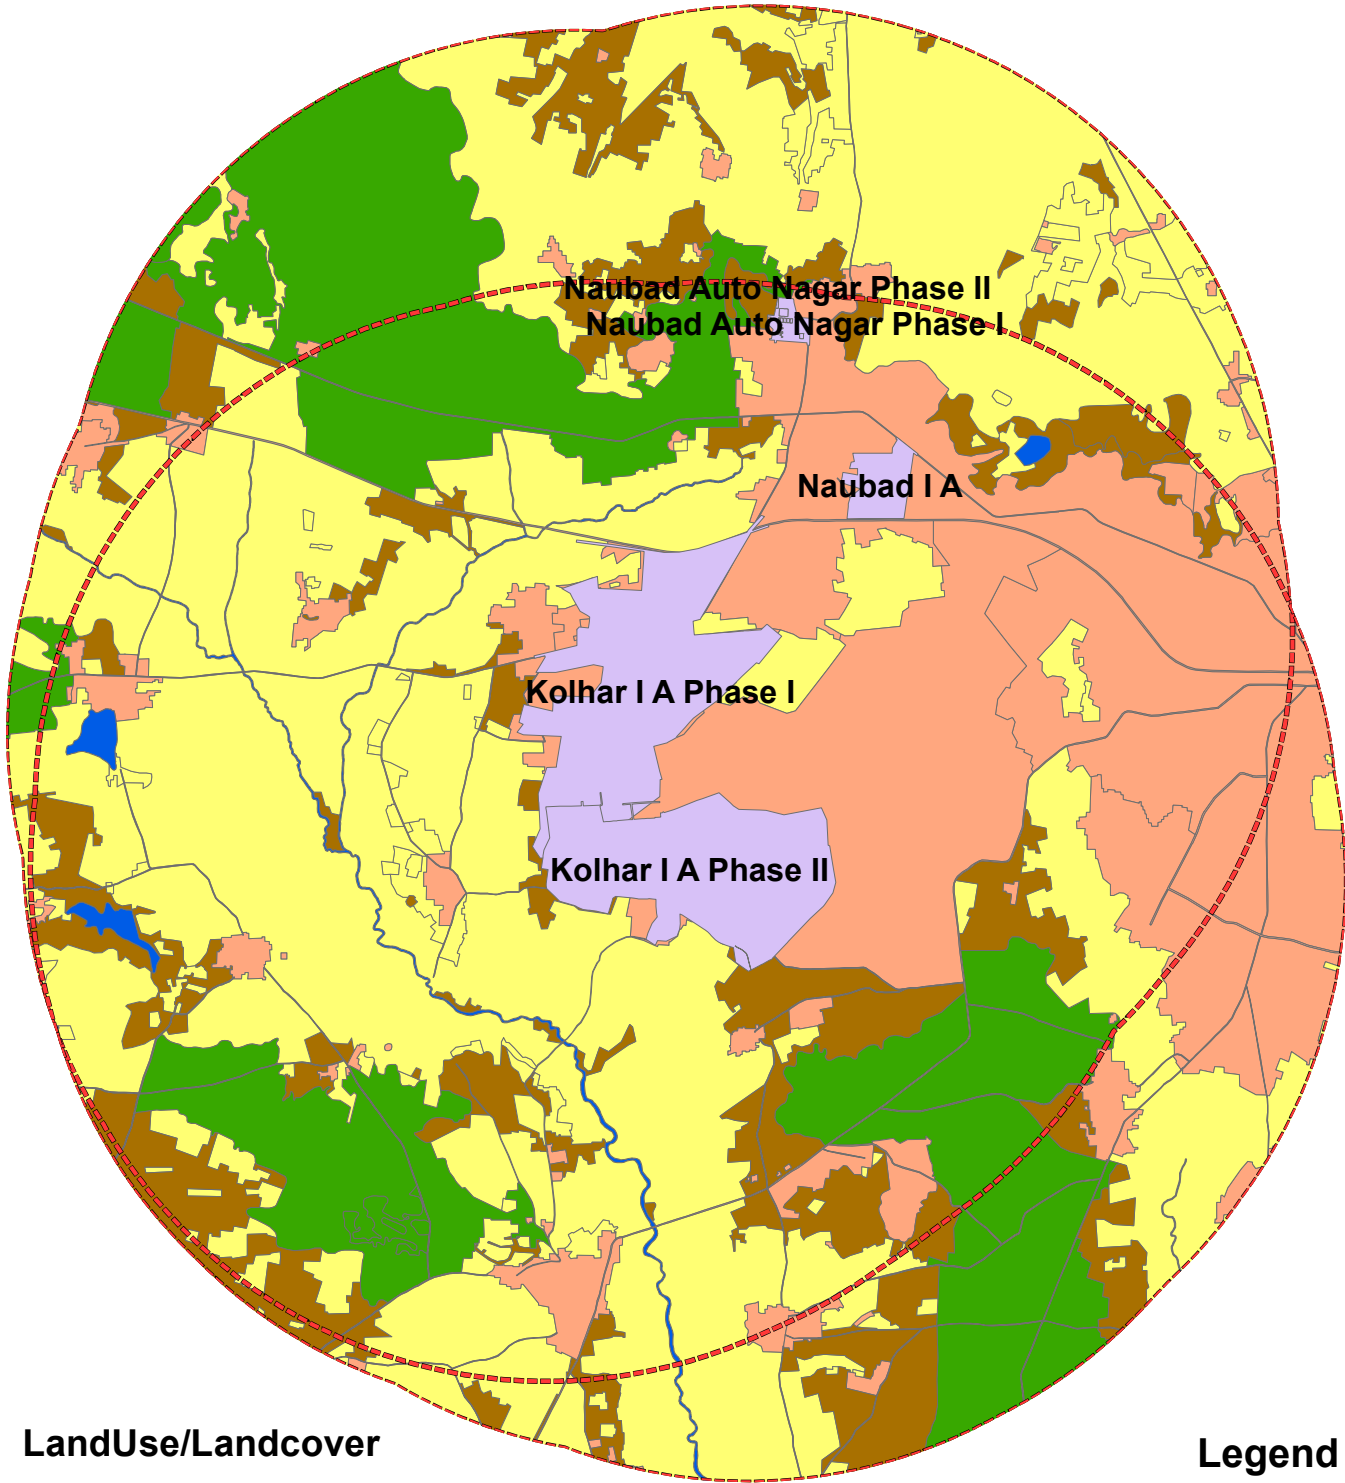 Naubad Auto Nagar Phase II
Naubad Auto Nagar Phase I
Naubad I A
Kolhar I A Phase I
Kolhar I A Phase II
LandUse/Landcover
Legend